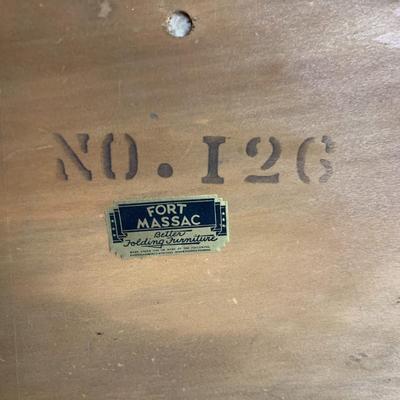 NO. 126
FORT
MASSAC
Better
Folding Furniture